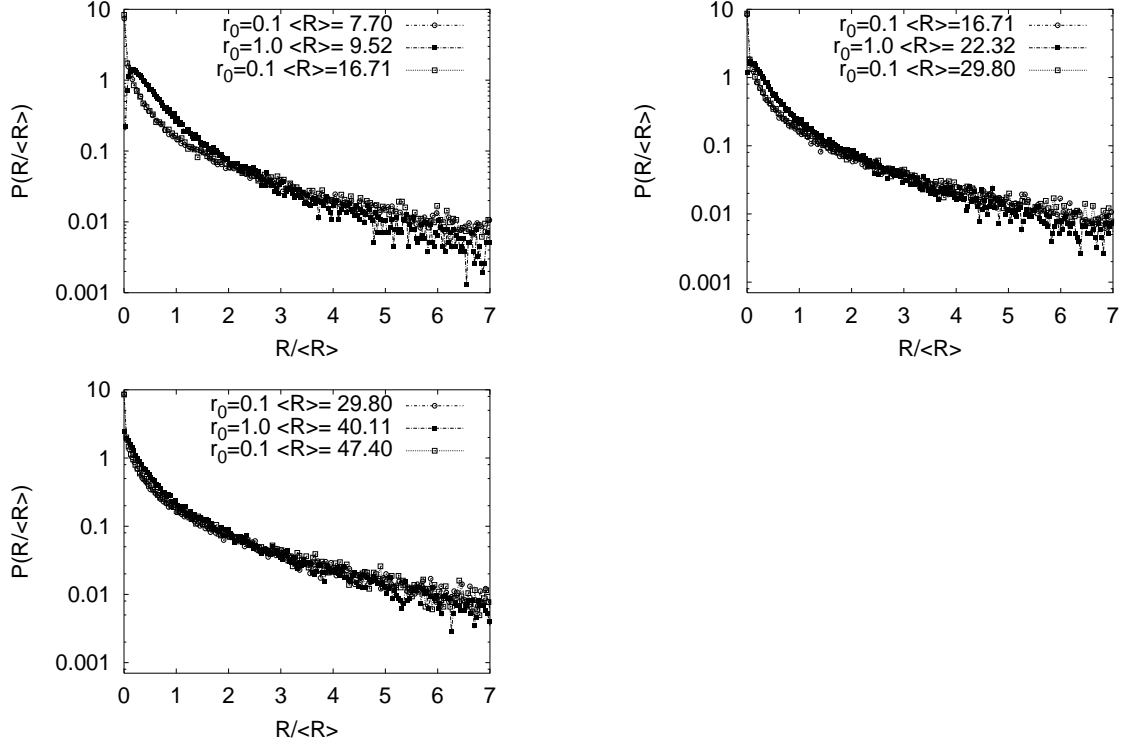 10
1
0.1
0.01
0.001
P(R/<R>)
0 1 2 3 4 5 6 7
R/<R>
r0=0.1 <R>= 7.70
r0=1.0 <R>= 9.52
r0=0.1 <R>=16.71
10
1
0.1
0.01
0.001
P(R/<R>)
0 1 2 3 4 5 6 7
R/<R>
r0=0.1 <R>=16.71
r0=1.0 <R>= 22.32
r0=0.1 <R>=29.80
10
1
0.1
0.01
0.001
P(R/<R>)
0 1 2 3 4 5 6 7
R/<R>
r0=0.1 <R>= 29.80
r0=1.0 <R>= 40.11
r0=0.1 <R>= 47.40